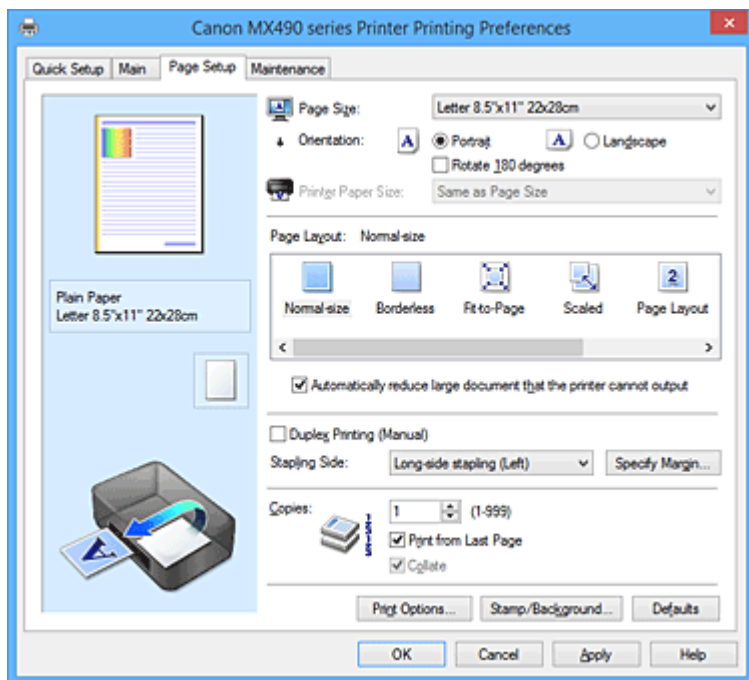 Canon MX490 series Printer Printing Preferences
Quick Setup Main Page Setup Maintenance
Page Size: Letter 8.5"x11" 22x28cm
Orientation: A Portrait A Landscape
Rotate 180 degrees
Printer Paper Size: Same as Page Size
Page Layout: Normal-size
2
Normal-size Borderless Fit-to-Page Scaled Page Layout
Plain Paper
Letter 8.5"x11" 22x28cm
Automatically reduce large document that the printer cannot output
Duplex Printing (Manual)
Stapling Side: Long-side stapling (Left) Specify Margin...
Copies: 1 (1-999)
Print from Last Page
Collate
A
Print Options... Stamp/Background... Defaults
OK Cancel Apply Help